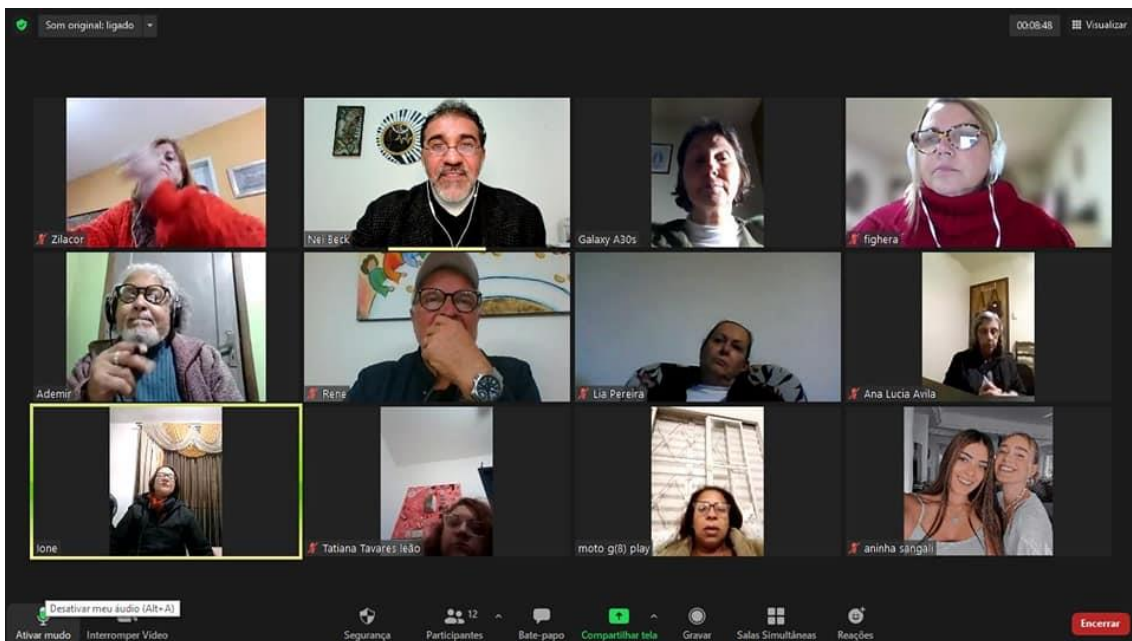 Som original: ligado
00:08:48 Visualizar
Zilacor
Nei Beck
Galaxy A30s
fighera
Ademir
Rene
Lia Pereira
Ana Lucia Avila
Ione
Tatiana Tavares leão
moto g(8) play
aninha sangali
Desativar meu áudio (Alt+A)
Ativar mudo
Interromper Vídeo
Segurança
Participantes
12
Bate-papo
Compartilhar tela
Gravar
Salas Simultâneas
Reações
Encerrar